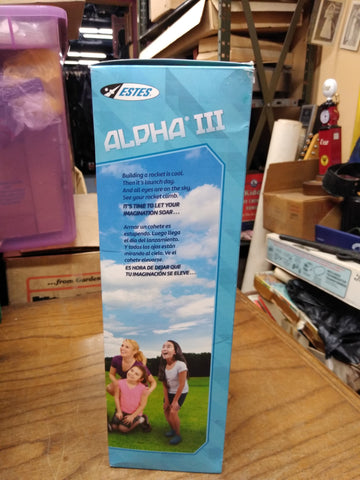 ESTES
ALPHA® III
Building a rocket is cool.
Then it's launch day.
And all eyes are on the sky.
See your rocket climb.
IT'S TIME TO LET YOUR
IMAGINATION SOAR...
Armar un cohete es
estupendo. Luego llega
el día del lanzamiento.
Y todos los ojos están
mirando al cielo. Ve el
cohete elevarse.
ES HORA DE DEJAR QUE
TU IMAGINACIÓN SE ELEVE...
...from Garden